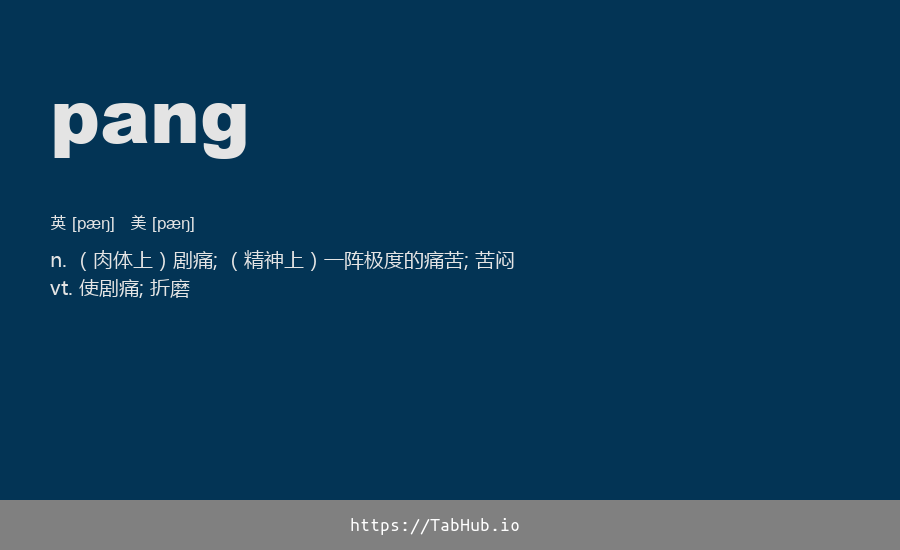 pang
英 [pæŋ] 美 [pæŋ]
n. （肉体上）剧痛; （精神上）一阵极度的痛苦; 苦闷
vt. 使剧痛; 折磨
https://TabHub.io